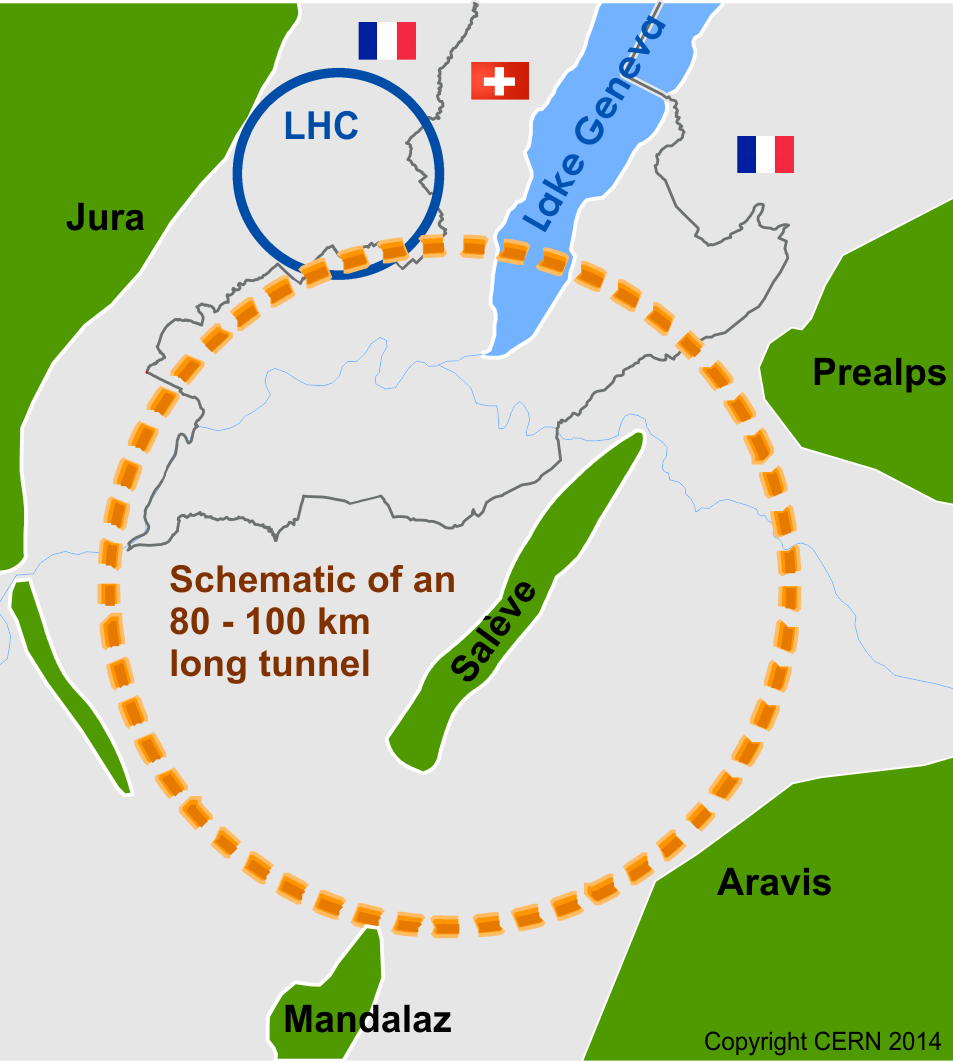 LHC
Lake Geneva
Jura
Prealps
Schematic of an
80 - 100 km
long tunnel
Salève
Aravis
Mandalaz
Copyright CERN 2014